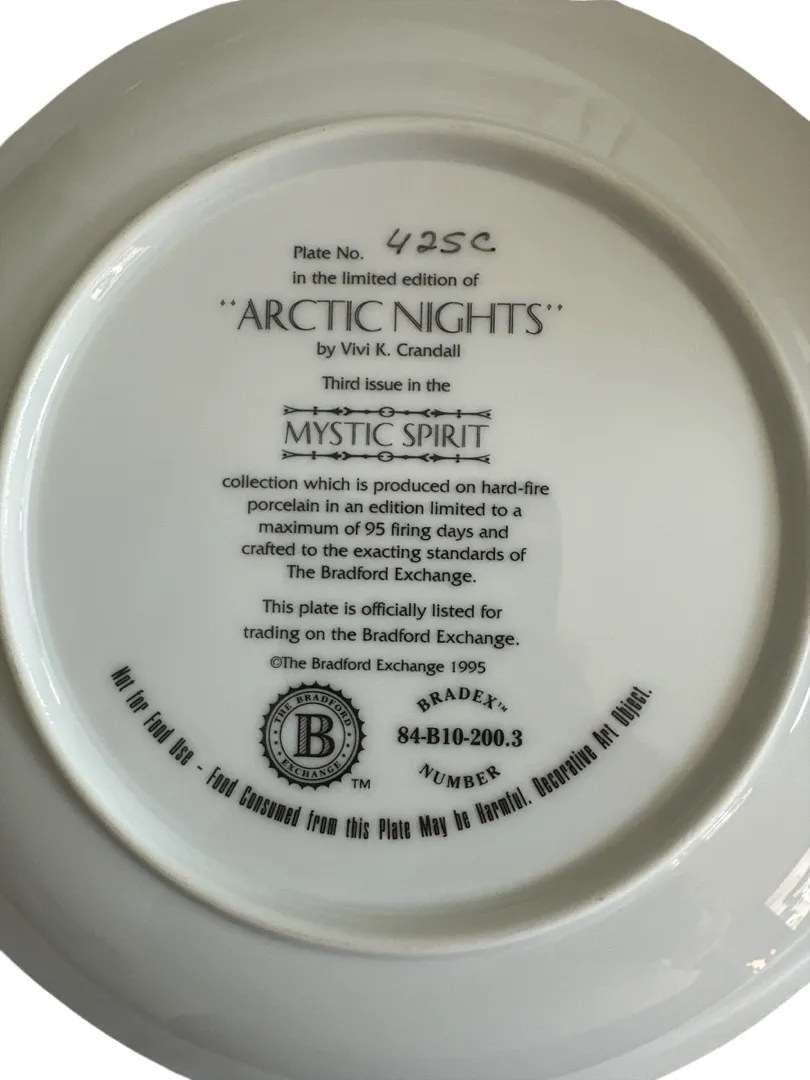 Plate No. 425C
in the limited edition of
"ARCTIC NIGHTS"
by Vivi K. Crandall
Third issue in the
MYSTIC SPIRIT
collection which is produced on hard-fire
porcelain in an edition limited to a
maximum of 95 firing days and
crafted to the exacting standards of
The Bradford Exchange.
This plate is officially listed for
trading on the Bradford Exchange.
©The Bradford Exchange 1995
THE BRADFORD
B
EXCHANGE
TM
BRADEX™
84-B10-200.3
NUMBER
Not for Food Use - Food Consumed from this Plate May be Harmful. Decorative Art Object.